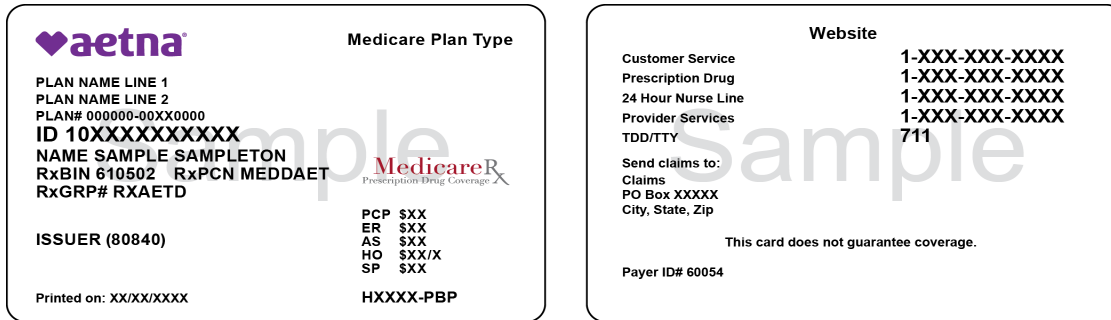 aetna
Medicare Plan Type
PLAN NAME LINE 1
PLAN NAME LINE 2
PLAN# 000000-00XX0000
ID 10XXXXXXXXXX
NAME SAMPLE SAMPLETON
RxBIN 610502 RxPCN MEDDAET
RxGRP# RXAETD
Sample
MedicareRx
Prescription Drug Coverage
ISSUER (80840)
PCP $XX
ER $XX
AS $XX
HO $XX/X
SP $XX
Printed on: XX/XX/XXXX
HXXXX-PBP
Website
Customer Service 1-XXX-XXX-XXXX
Prescription Drug 1-XXX-XXX-XXXX
24 Hour Nurse Line 1-XXX-XXX-XXXX
Provider Services 1-XXX-XXX-XXXX
TDD/TTY 711
Sample
Send claims to:
Claims
PO Box XXXXX
City, State, Zip
This card does not guarantee coverage.
Payer ID# 60054